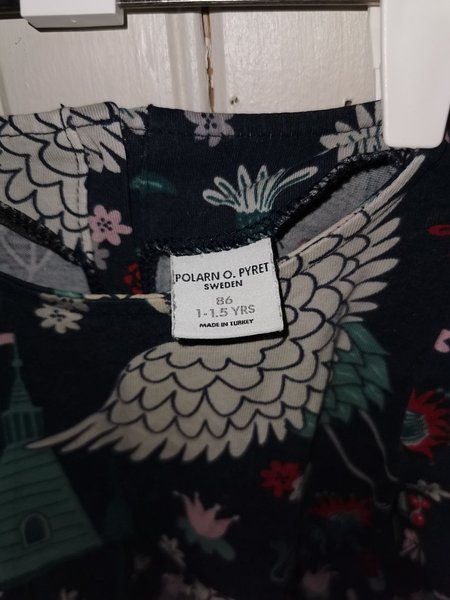 POLARN O. PYRET
SWEDEN
86
1-1.5 YRS
MADE IN TURKEY